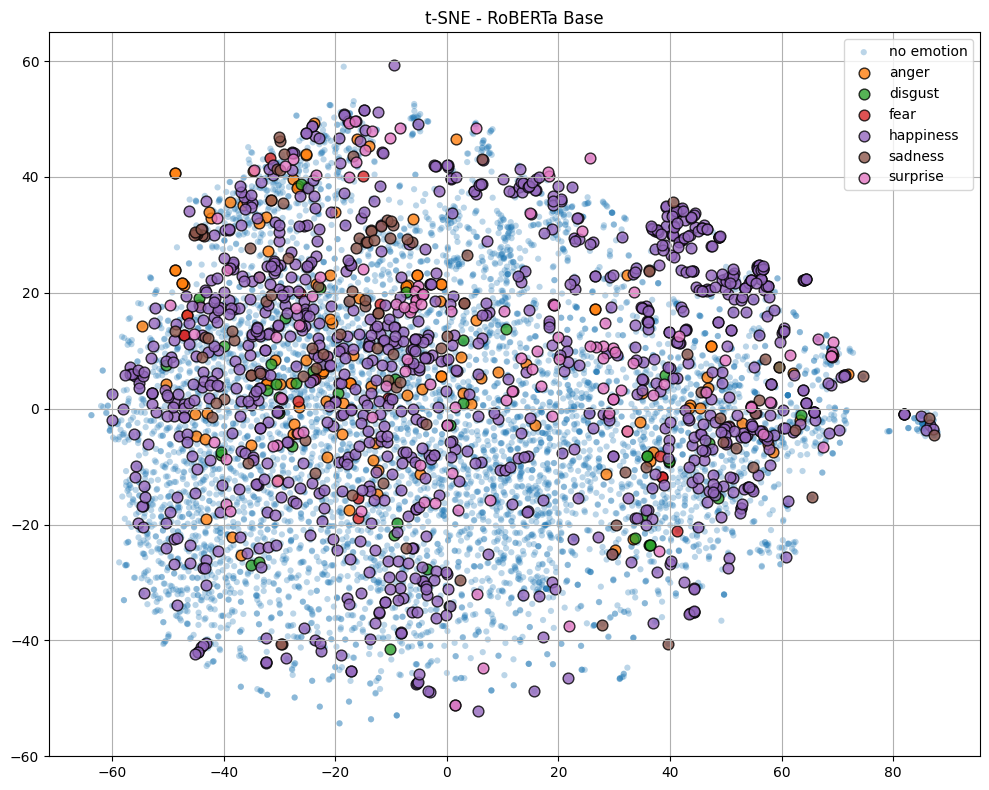 t-SNE - RoBERTa Base
no emotion
anger
disgust
fear
happiness
sadness
surprise
60
40
20
0
−20
−40
−60
−60
−40
−20
0
20
40
60
80